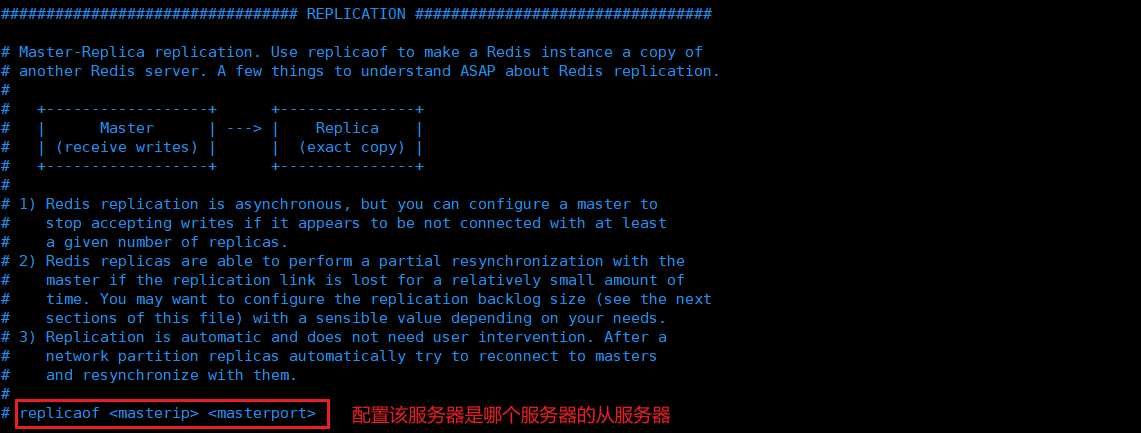 ################################# REPLICATION #################################
# Master-Replica replication. Use replicaof to make a Redis instance a copy of
# another Redis server. A few things to understand ASAP about Redis replication.
#
#   +------------------+      +---------------+
#   |      Master      | ---> |    Replica    |
#   | (receive writes) |      |  (exact copy) |
#   +------------------+      +---------------+
#
# 1) Redis replication is asynchronous, but you can configure a master to
#    stop accepting writes if it appears to be not connected with at least
#    a given number of replicas.
# 2) Redis replicas are able to perform a partial resynchronization with the
#    master if the replication link is lost for a relatively small amount of
#    time. You may want to configure the replication backlog size (see the next
#    sections of this file) with a sensible value depending on your needs.
# 3) Replication is automatic and does not need user intervention. After a
#    network partition replicas automatically try to reconnect to masters
#    and resynchronize with them.
#
# replicaof <masterip> <masterport> 配置该服务器是哪个服务器的从服务器